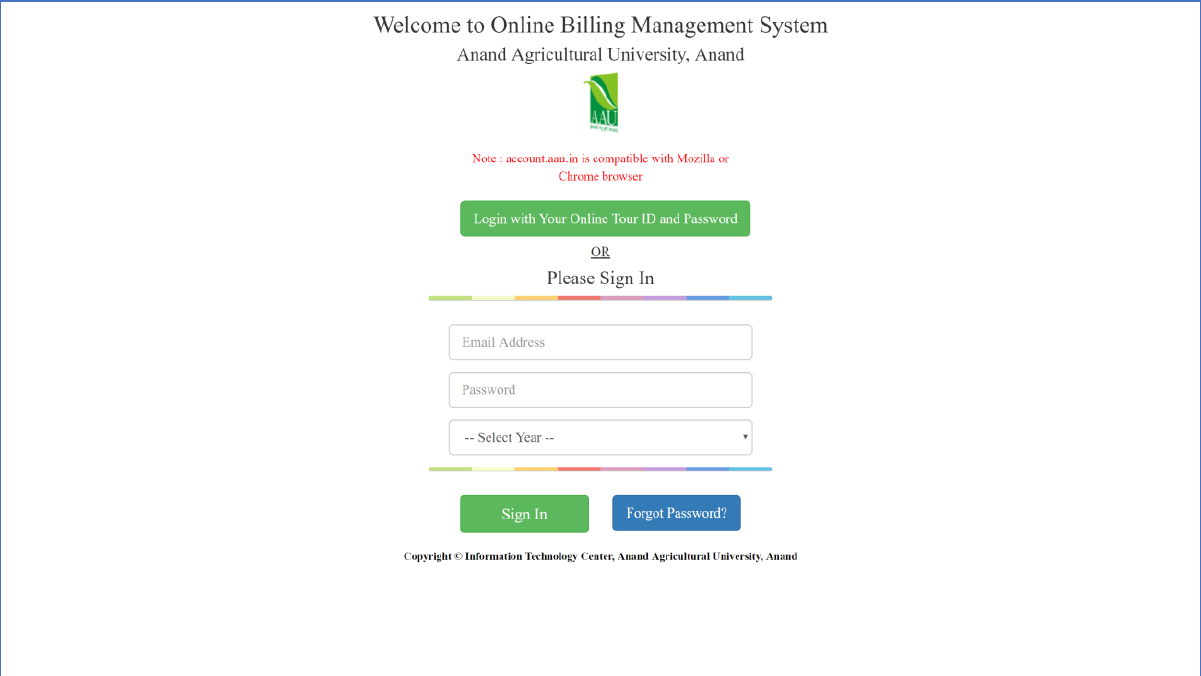 Welcome to Online Billing Management System
Anand Agricultural University, Anand
AAU
Note : account.aau.in is compatible with Mozilla or
Chrome browser
Login with Your Online Tour ID and Password
OR
Please Sign In
Email Address
Password
-- Select Year --
Sign In
Forgot Password?
Copyright © Information Technology Center, Anand Agricultural University, Anand